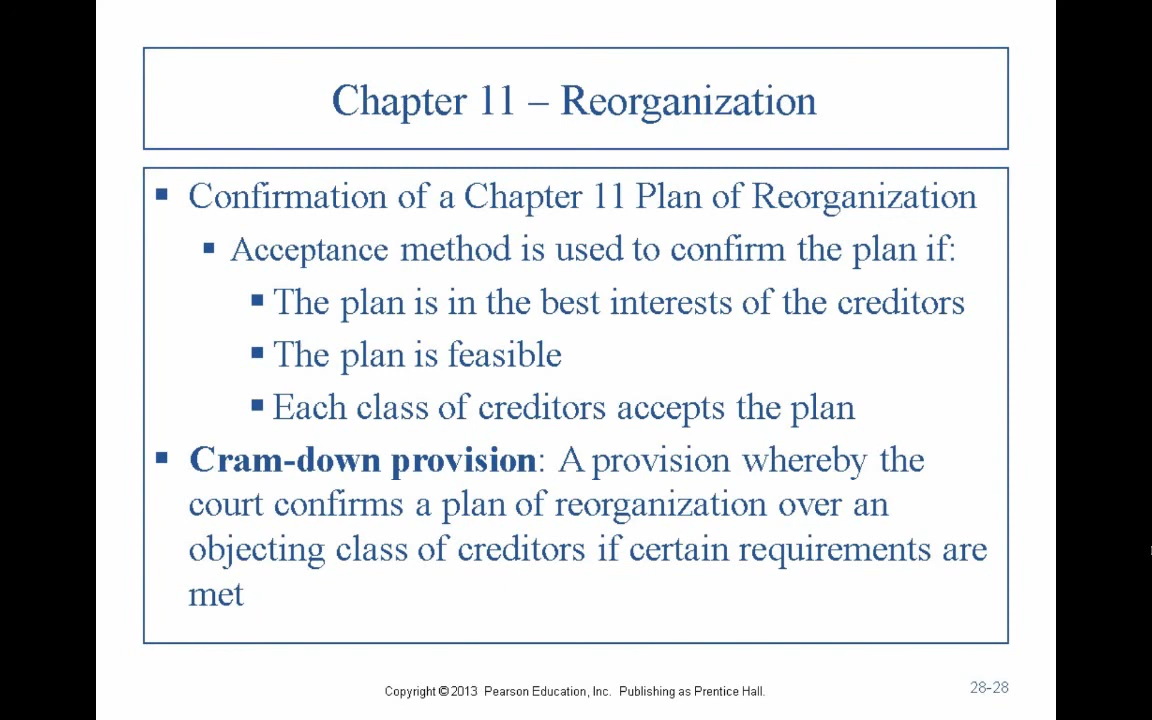 Chapter 11 – Reorganization
▪ Confirmation of a Chapter 11 Plan of Reorganization
▪ Acceptance method is used to confirm the plan if:
▪ The plan is in the best interests of the creditors
▪ The plan is feasible
▪ Each class of creditors accepts the plan
▪ Cram-down provision: A provision whereby the
court confirms a plan of reorganization over an
objecting class of creditors if certain requirements are
met
Copyright © 2013 Pearson Education, Inc. Publishing as Prentice Hall.
28-28